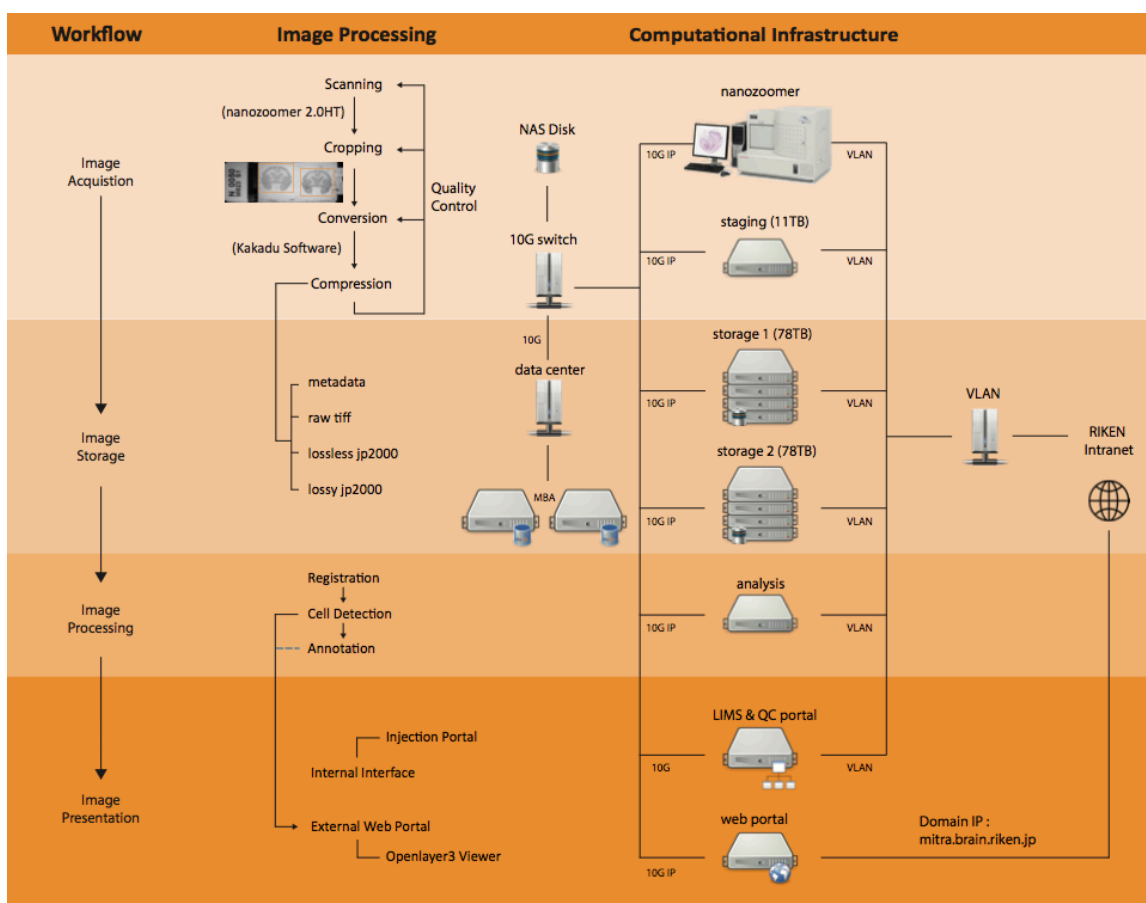 Workflow
Image Processing
Computational Infrastructure
Image
Acquistion
Image
Storage
Image
Processing
Image
Presentation
Scanning
(nanozoomer 2.0HT)
Cropping
Conversion
(Kakadu Software)
Compression
Quality
Control
metadata
raw tiff
lossless jp2000
lossy jp2000
Registration
Cell Detection
Annotation
Injection Portal
Internal Interface
External Web Portal
Openlayer3 Viewer
NAS Disk
10G switch
10G
data center
MBA
nanozoomer
10G IP
VLAN
staging (11TB)
10G IP
VLAN
storage 1 (78TB)
10G IP
VLAN
storage 2 (78TB)
10G IP
VLAN
analysis
10G IP
VLAN
LIMS & QC portal
10G
VLAN
web portal
10G IP
VLAN
RIKEN
Intranet
Domain IP :
mitra.brain.riken.jp